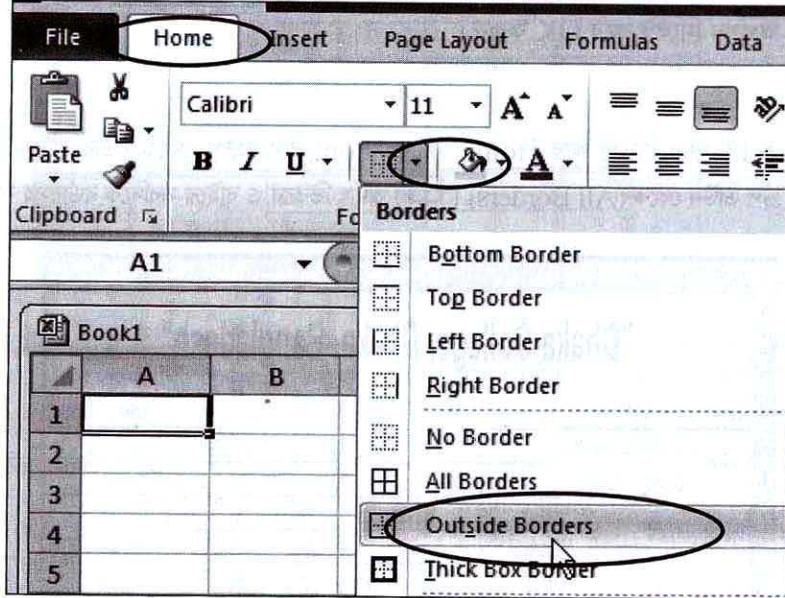 File Home Insert Page Layout Formulas Data
Calibri 11 A A
Paste B I U A
Clipboard Fo
Borders
A1
Bottom Border
Top Border
Left Border
Book1
Right Border
A B
No Border
1
2
All Borders
3
Outside Borders
4
Thick Box Border
5